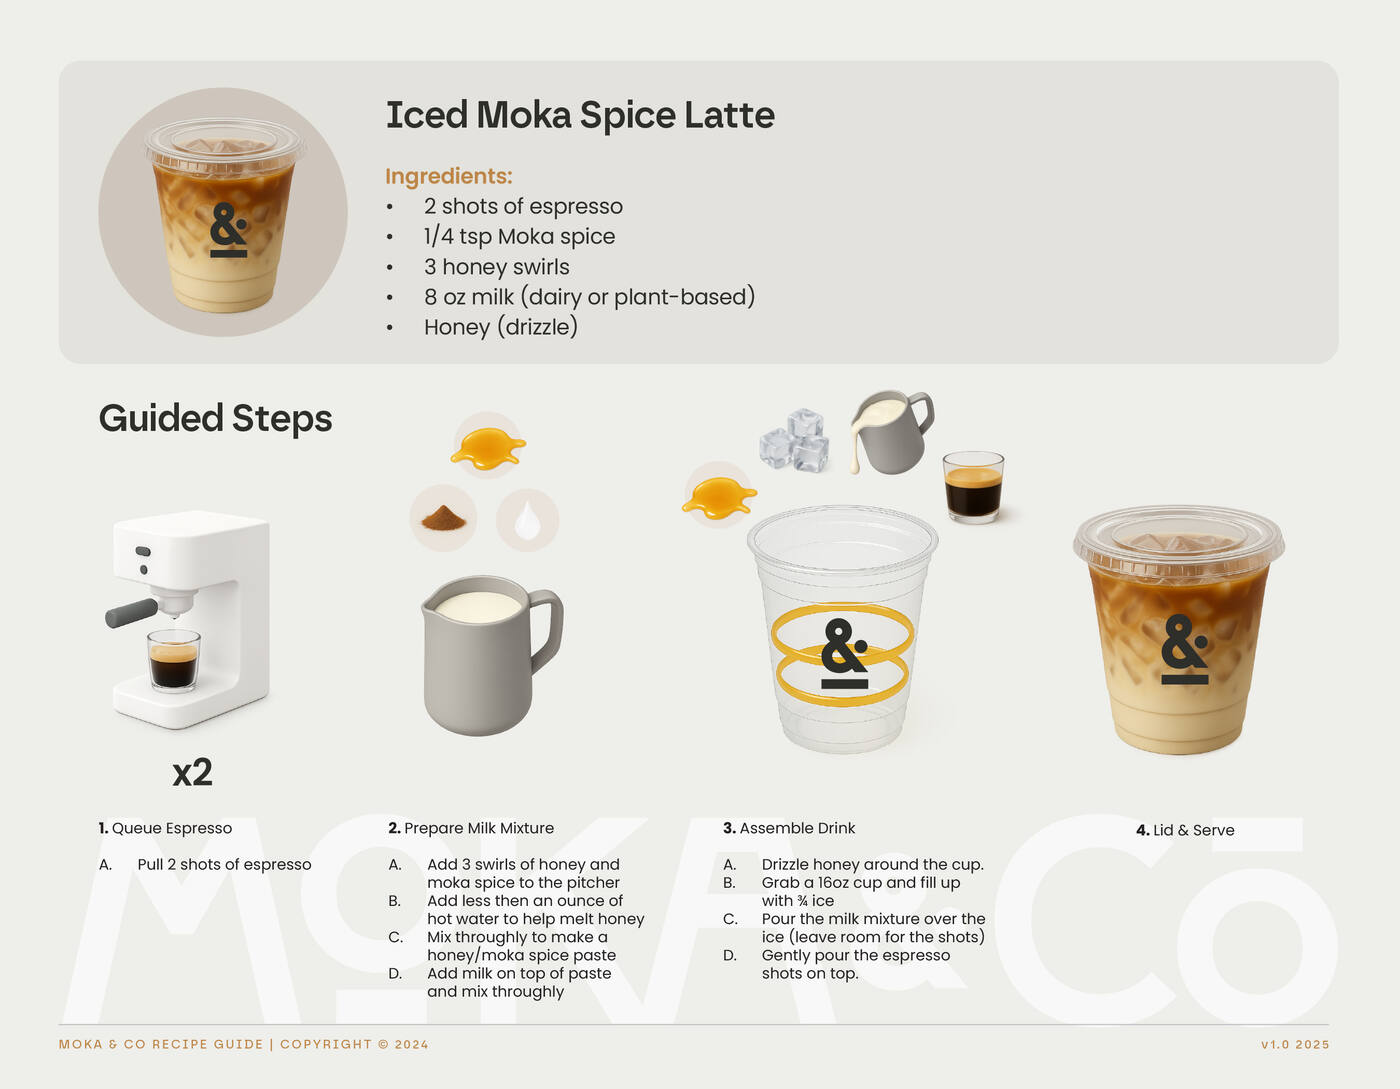 Iced Moka Spice Latte
Ingredients:
• 2 shots of espresso
• 1/4 tsp Moka spice
• 3 honey swirls
• 8 oz milk (dairy or plant-based)
• Honey (drizzle)
&
Guided Steps
&
&
x2
1. Queue Espresso
A. Pull 2 shots of espresso
2. Prepare Milk Mixture
A. Add 3 swirls of honey and
moka spice to the pitcher
B. Add less then an ounce of
hot water to help melt honey
C. Mix throughly to make a
honey/moka spice paste
D. Add milk on top of paste
and mix throughly
3. Assemble Drink
A. Drizzle honey around the cup.
B. Grab a 16oz cup and fill up
with ¾ ice
C. Pour the milk mixture over the
ice (leave room for the shots)
D. Gently pour the espresso
shots on top.
4. Lid & Serve
MOKA & CŌ
MOKA & CO RECIPE GUIDE | COPYRIGHT © 2024
v1.0 2025